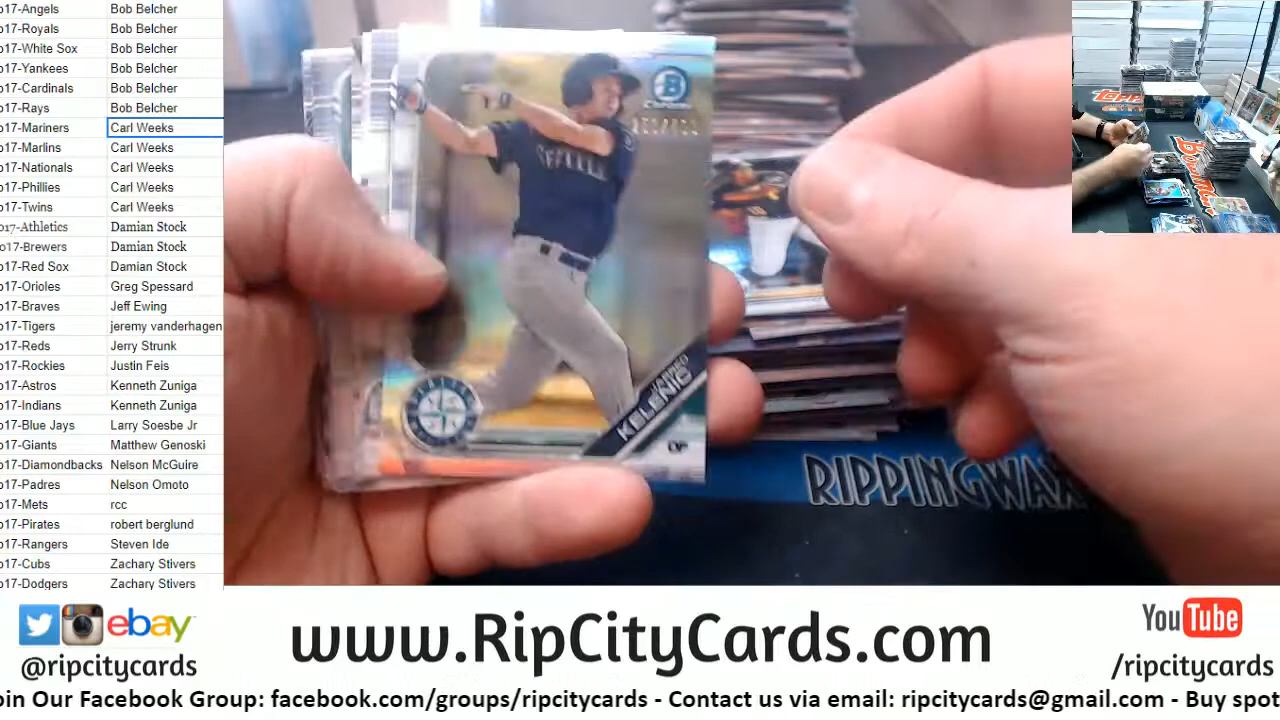 o17-Angels Bob Belcher
o17-Royals Bob Belcher
o17-White Sox Bob Belcher
o17-Yankees Bob Belcher
o17-Cardinals Bob Belcher
o17-Rays Bob Belcher
o17-Mariners Carl Weeks
o17-Marlins Carl Weeks
o17-Nationals Carl Weeks
o17-Phillies Carl Weeks
o17-Twins Carl Weeks
o17-Athletics Damian Stock
o17-Brewers Damian Stock
o17-Red Sox Damian Stock
o17-Orioles Greg Spessard
o17-Braves Jeff Ewing
o17-Tigers jeremy vanderhagen
o17-Reds Jerry Strunk
o17-Rockies Justin Feis
o17-Astros Kenneth Zuniga
o17-Indians Kenneth Zuniga
o17-Blue Jays Larry Soesbe Jr
o17-Giants Matthew Genoski
o17-Diamondbacks Nelson McGuire
o17-Padres Nelson Omoto
o17-Mets rcc
o17-Pirates robert berglund
o17-Rangers Steven Ide
o17-Cubs Zachary Stivers
o17-Dodgers Zachary Stivers
B
CHROME
SEATTLE
JARRED
KELENIC
OF
RIPPINGWAX
Topps
ebay
@ripcitycards
www.RipCityCards.com
YouTube
/ripcitycards
oin Our Facebook Group: facebook.com/groups/ripcitycards - Contact us via email: ripcitycards@gmail.com - Buy spot